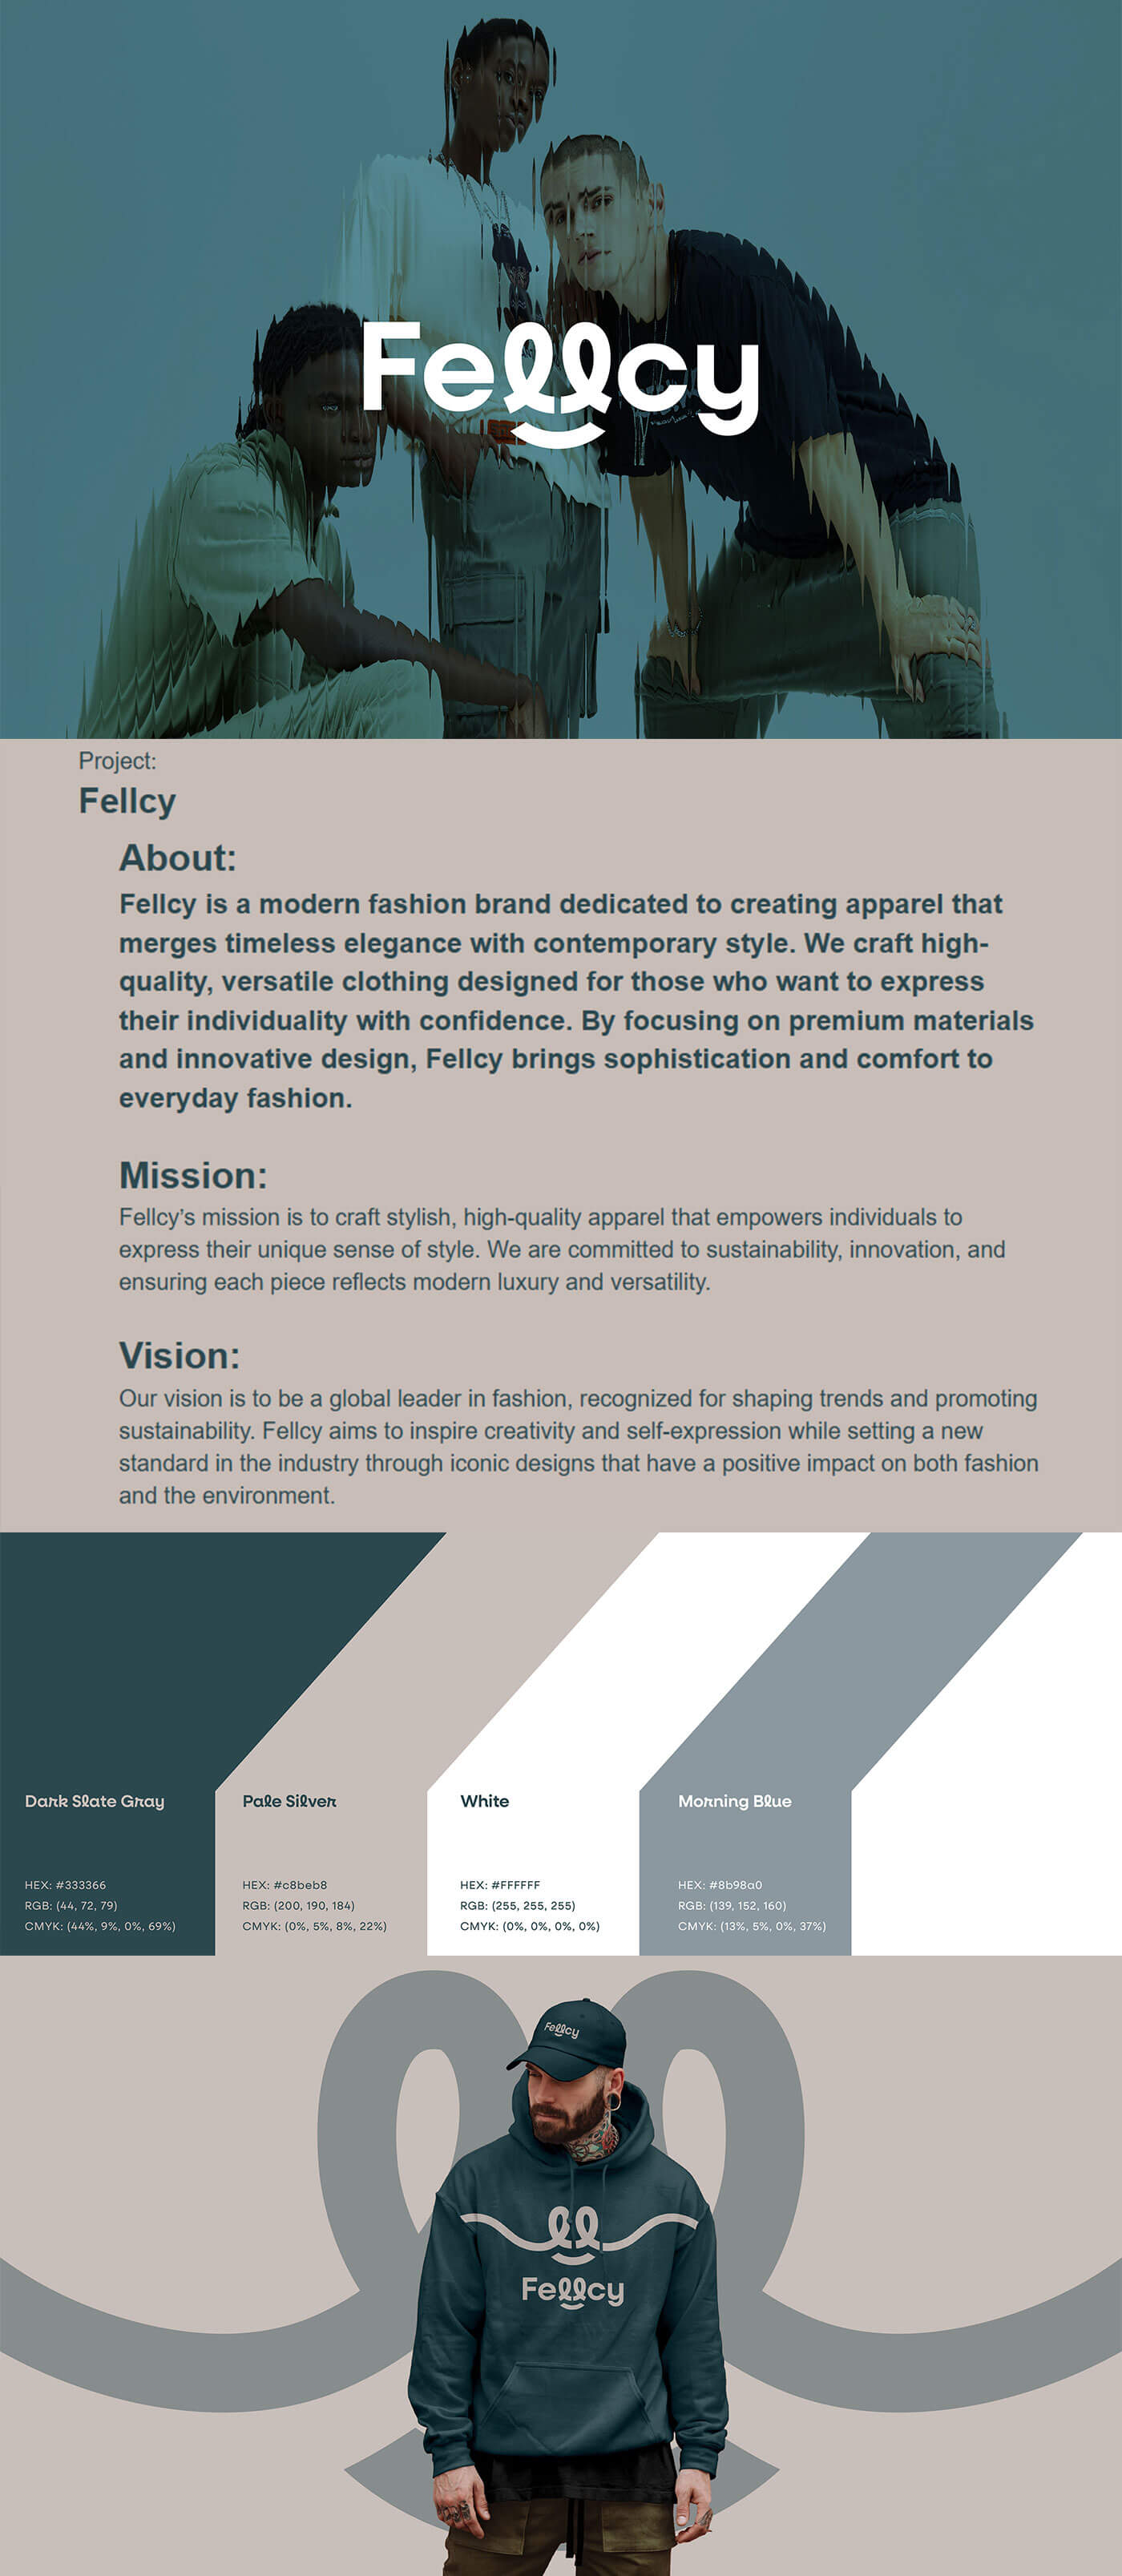 Fellcy
Project:
Fellcy
About:
Fellcy is a modern fashion brand dedicated to creating apparel that
merges timeless elegance with contemporary style. We craft high-
quality, versatile clothing designed for those who want to express
their individuality with confidence. By focusing on premium materials
and innovative design, Fellcy brings sophistication and comfort to
everyday fashion.
Mission:
Fellcy’s mission is to craft stylish, high-quality apparel that empowers individuals to
express their unique sense of style. We are committed to sustainability, innovation, and
ensuring each piece reflects modern luxury and versatility.
Vision:
Our vision is to be a global leader in fashion, recognized for shaping trends and promoting
sustainability. Fellcy aims to inspire creativity and self-expression while setting a new
standard in the industry through iconic designs that have a positive impact on both fashion
and the environment.
Dark Slate Gray
HEX: #333366
RGB: (44, 72, 79)
CMYK: (44%, 9%, 0%, 69%)
Pale Silver
HEX: #c8beb8
RGB: (200, 190, 184)
CMYK: (0%, 5%, 8%, 22%)
White
HEX: #FFFFFF
RGB: (255, 255, 255)
CMYK: (0%, 0%, 0%, 0%)
Morning Blue
HEX: #8b98a0
RGB: (139, 152, 160)
CMYK: (13%, 5%, 0%, 37%)
Fellcy
Fellcy